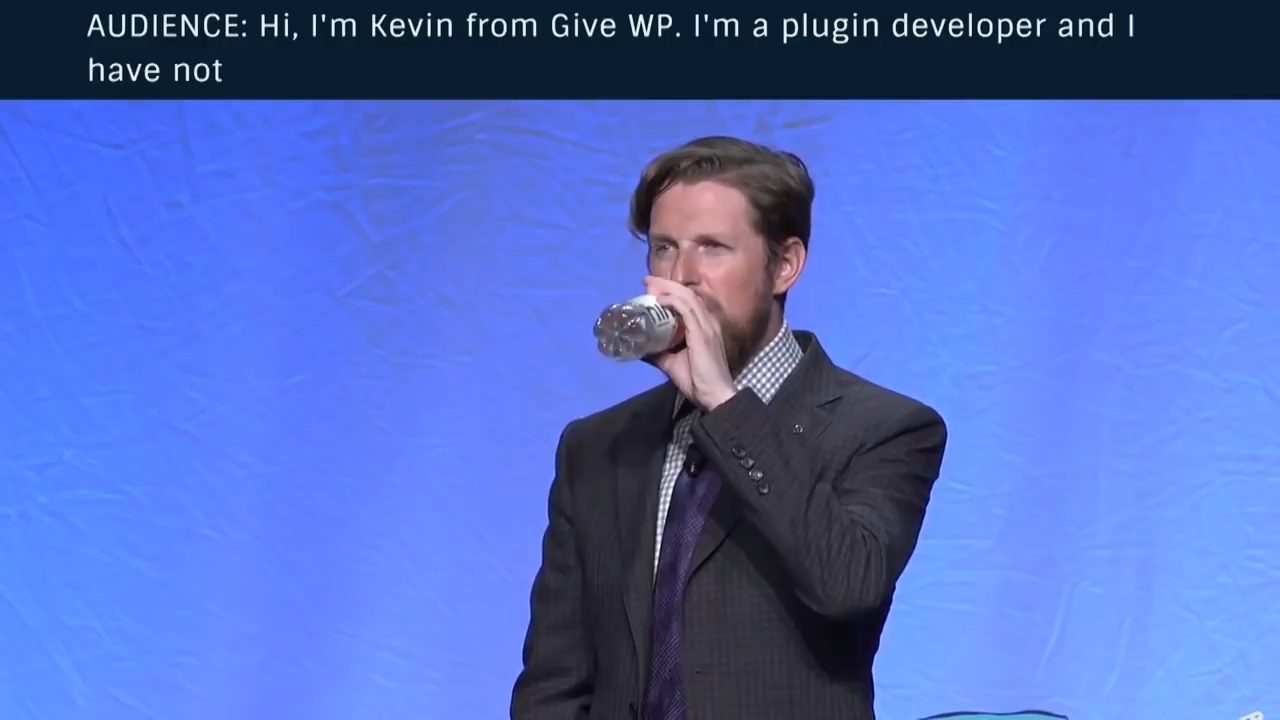 AUDIENCE: Hi, I'm Kevin from Give WP. I'm a plugin developer and I
have not